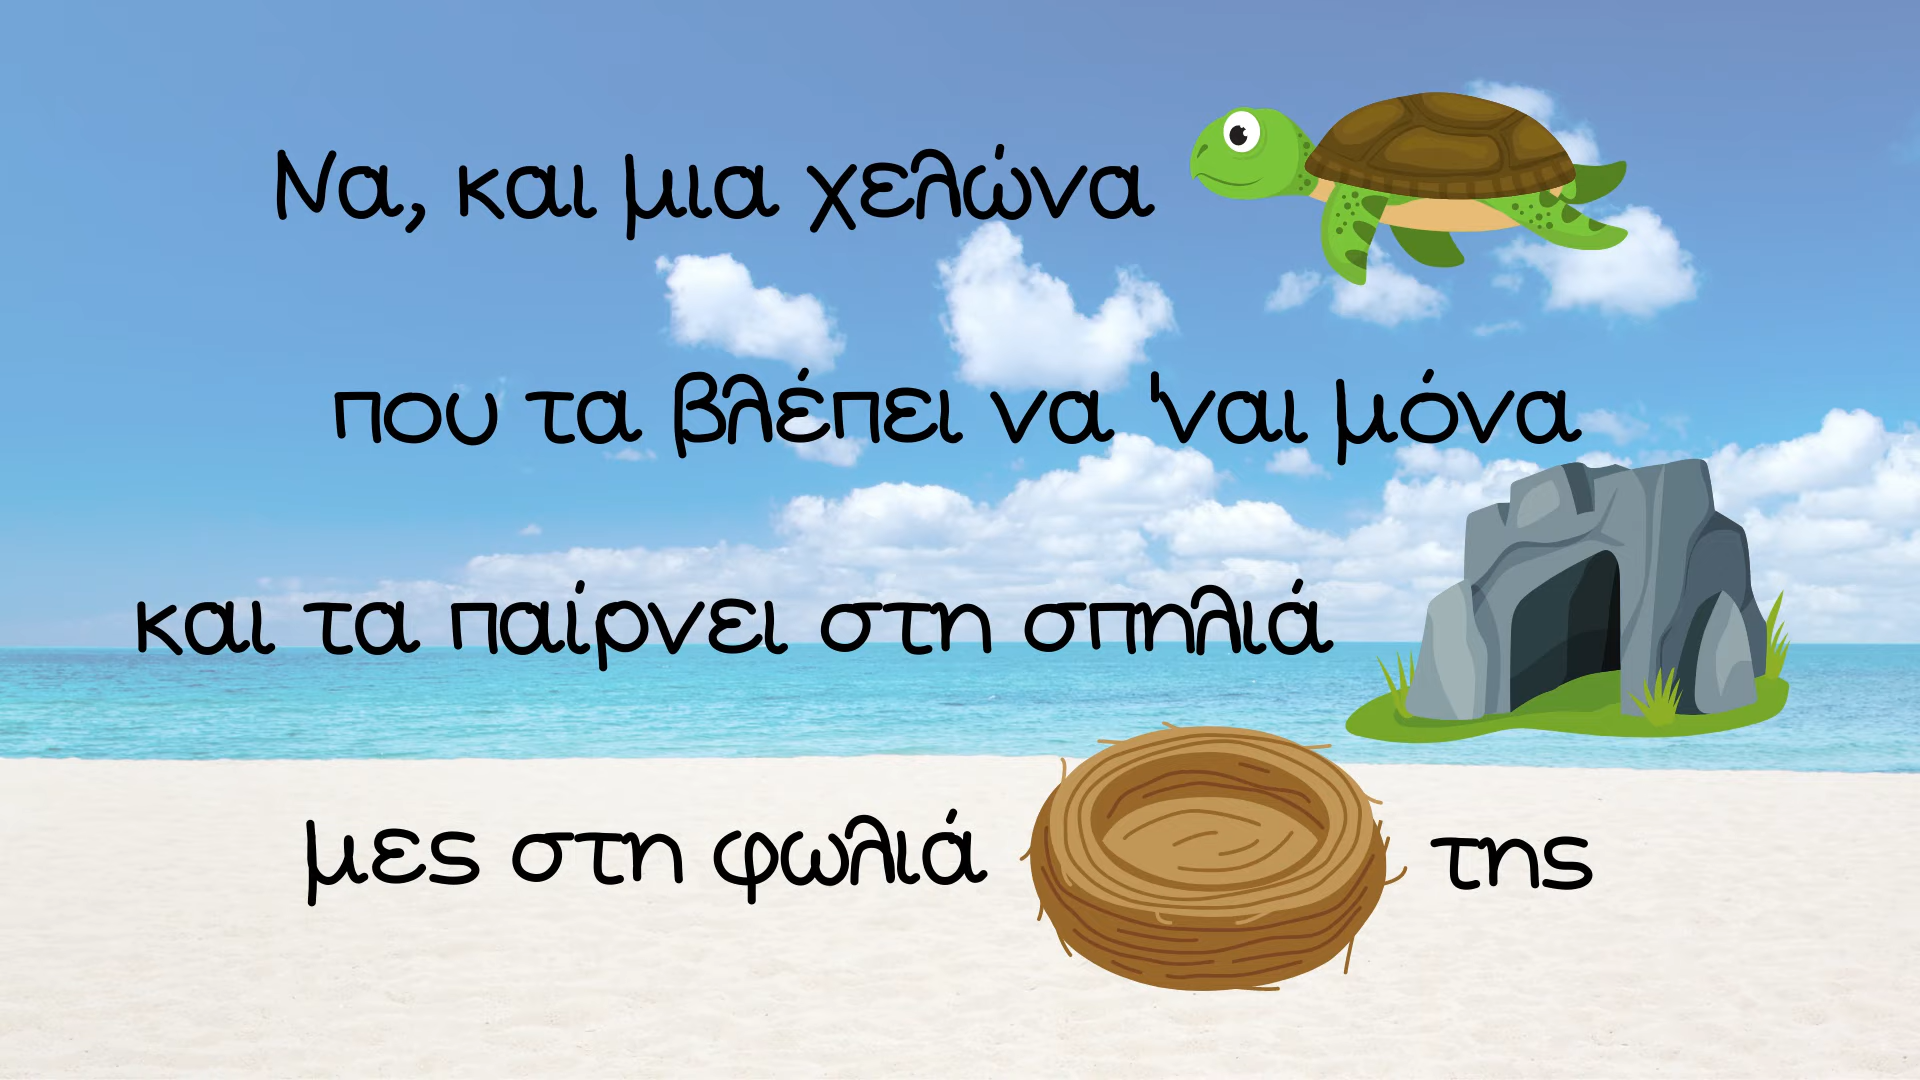 Να, και μια χελώνα
που τα βλέπει να 'ναι μόνα
και τα παίρνει στη σπηλιά
μες στη φωλιά της